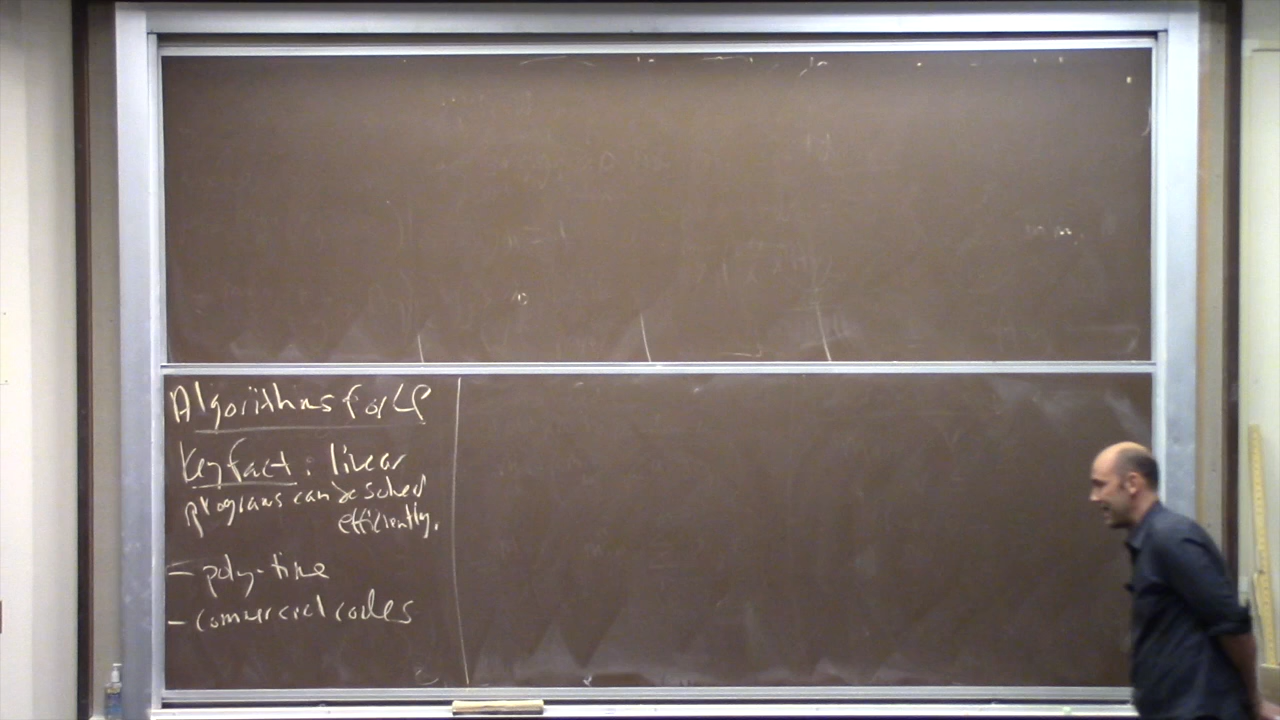 Algorithms for LP
Key fact: linear
programs can be solved
efficiently.
- poly-time
- commercial codes